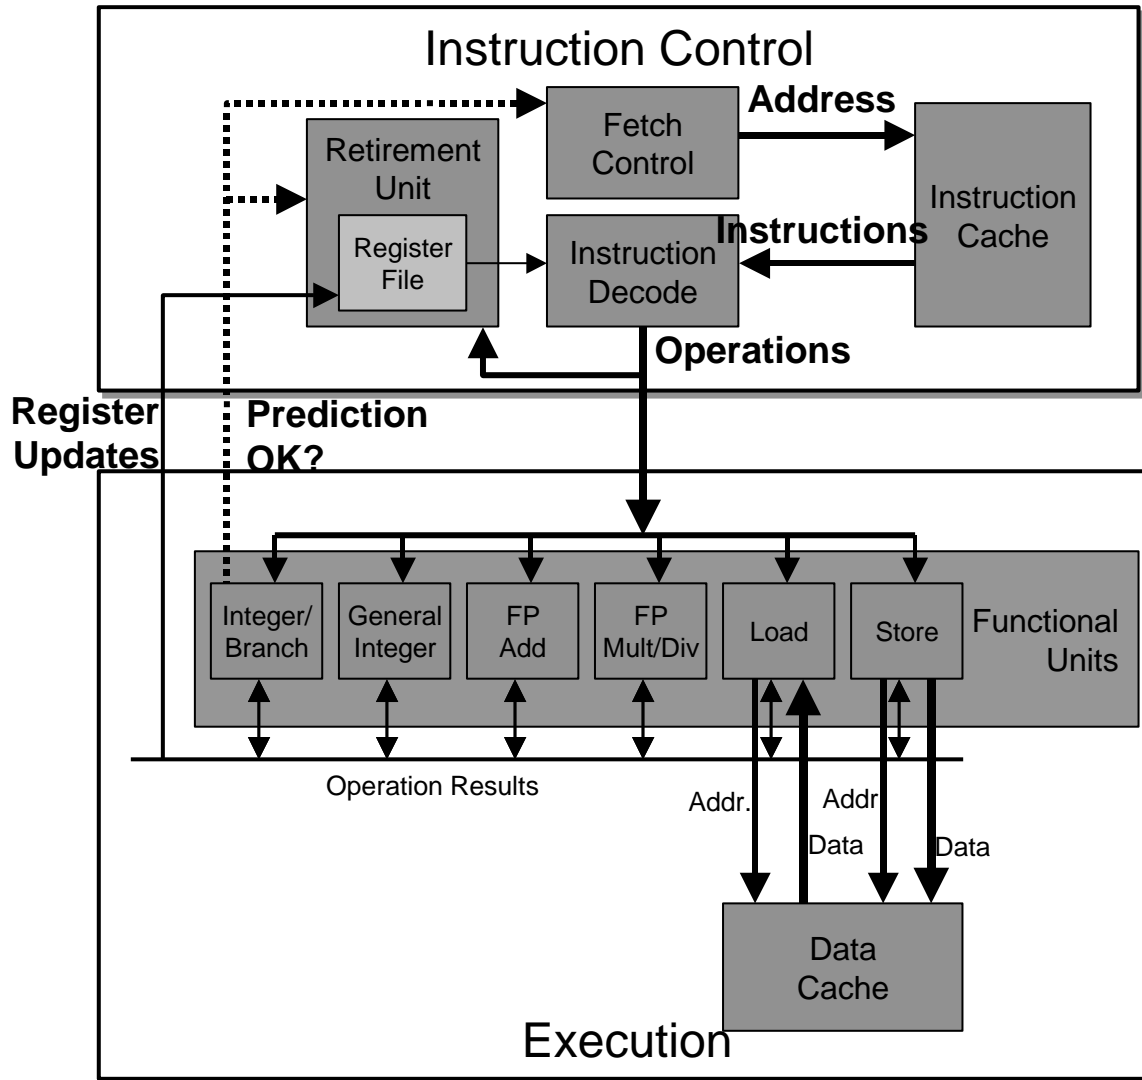 Instruction Control
Address
Fetch
Control
Retirement
Unit
Instruction
Cache
Instructions
Register
File
Instruction
Decode
Operations
Register
Updates
Prediction
OK?
Integer/
Branch
General
Integer
FP
Add
FP
Mult/Div
Load
Store
Functional
Units
Operation Results
Addr.
Addr
Data
Data
Data
Cache
Execution